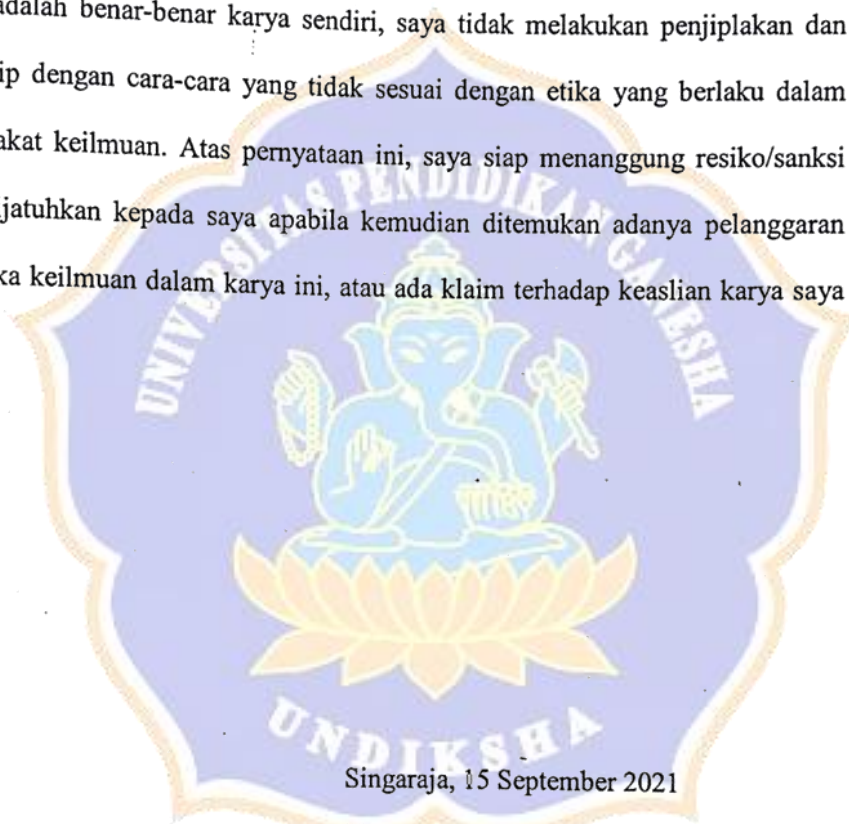 adalah benar-benar karya sendiri, saya tidak melakukan penjiplakan dan
ip dengan cara-cara yang tidak sesuai dengan etika yang berlaku dalam
akat keilmuan. Atas pernyataan ini, saya siap menanggung resiko/sanksi
jatuhkan kepada saya apabila kemudian ditemukan adanya pelanggaran
ka keilmuan dalam karya ini, atau ada klaim terhadap keaslian karya saya
UNIVERSITAS PENDIDIKAN GANESHA
UNDIKSHA
Singaraja, 15 September 2021